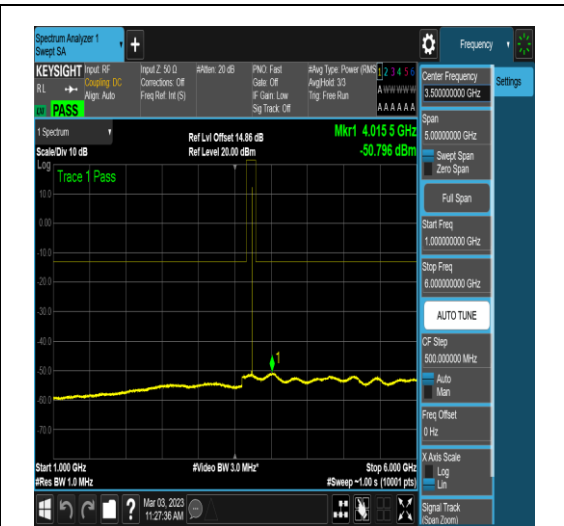 Spectrum Analyzer 1
Swept SA
+
Frequency
KEYSIGHT
RL
PASS
Input: RF
Coupling: DC
Align: Auto
Input Z: 50 Ω
Corrections: Off
Freq Ref: Int (S)
#Atten: 20 dB
PNO: Fast
Gate: Off
IF Gain: Low
Sig Track: Off
#Avg Type: Power (RMS
Avg|Hold: 3/3
Trig: Free Run
1 2 3 4 5 6
A W W W W W
A A A A A A
1 Spectrum
Scale/Div 10 dB
Log
Ref Lvl Offset 14.86 dB
Ref Level 20.00 dBm
Mkr1 4.015 5 GHz
-50.796 dBm
Trace 1 Pass
10.0
0.00
-10.0
-20.0
-30.0
-40.0
-50.0
-60.0
-70.0
1
Start 1.000 GHz
#Res BW 1.0 MHz
#Video BW 3.0 MHz*
Stop 6.000 GHz
#Sweep ~1.00 s (10001 pts)
Mar 03, 2023
11:27:36 AM
?
Center Frequency
3.500000000 GHz
Settings
Span
5.00000000 GHz
Swept Span
Zero Span
Full Span
Start Freq
1.000000000 GHz
Stop Freq
6.000000000 GHz
AUTO TUNE
CF Step
500.000000 MHz
Auto
Man
Freq Offset
0 Hz
X Axis Scale
Log
Lin
Signal Track
(Span Zoom)